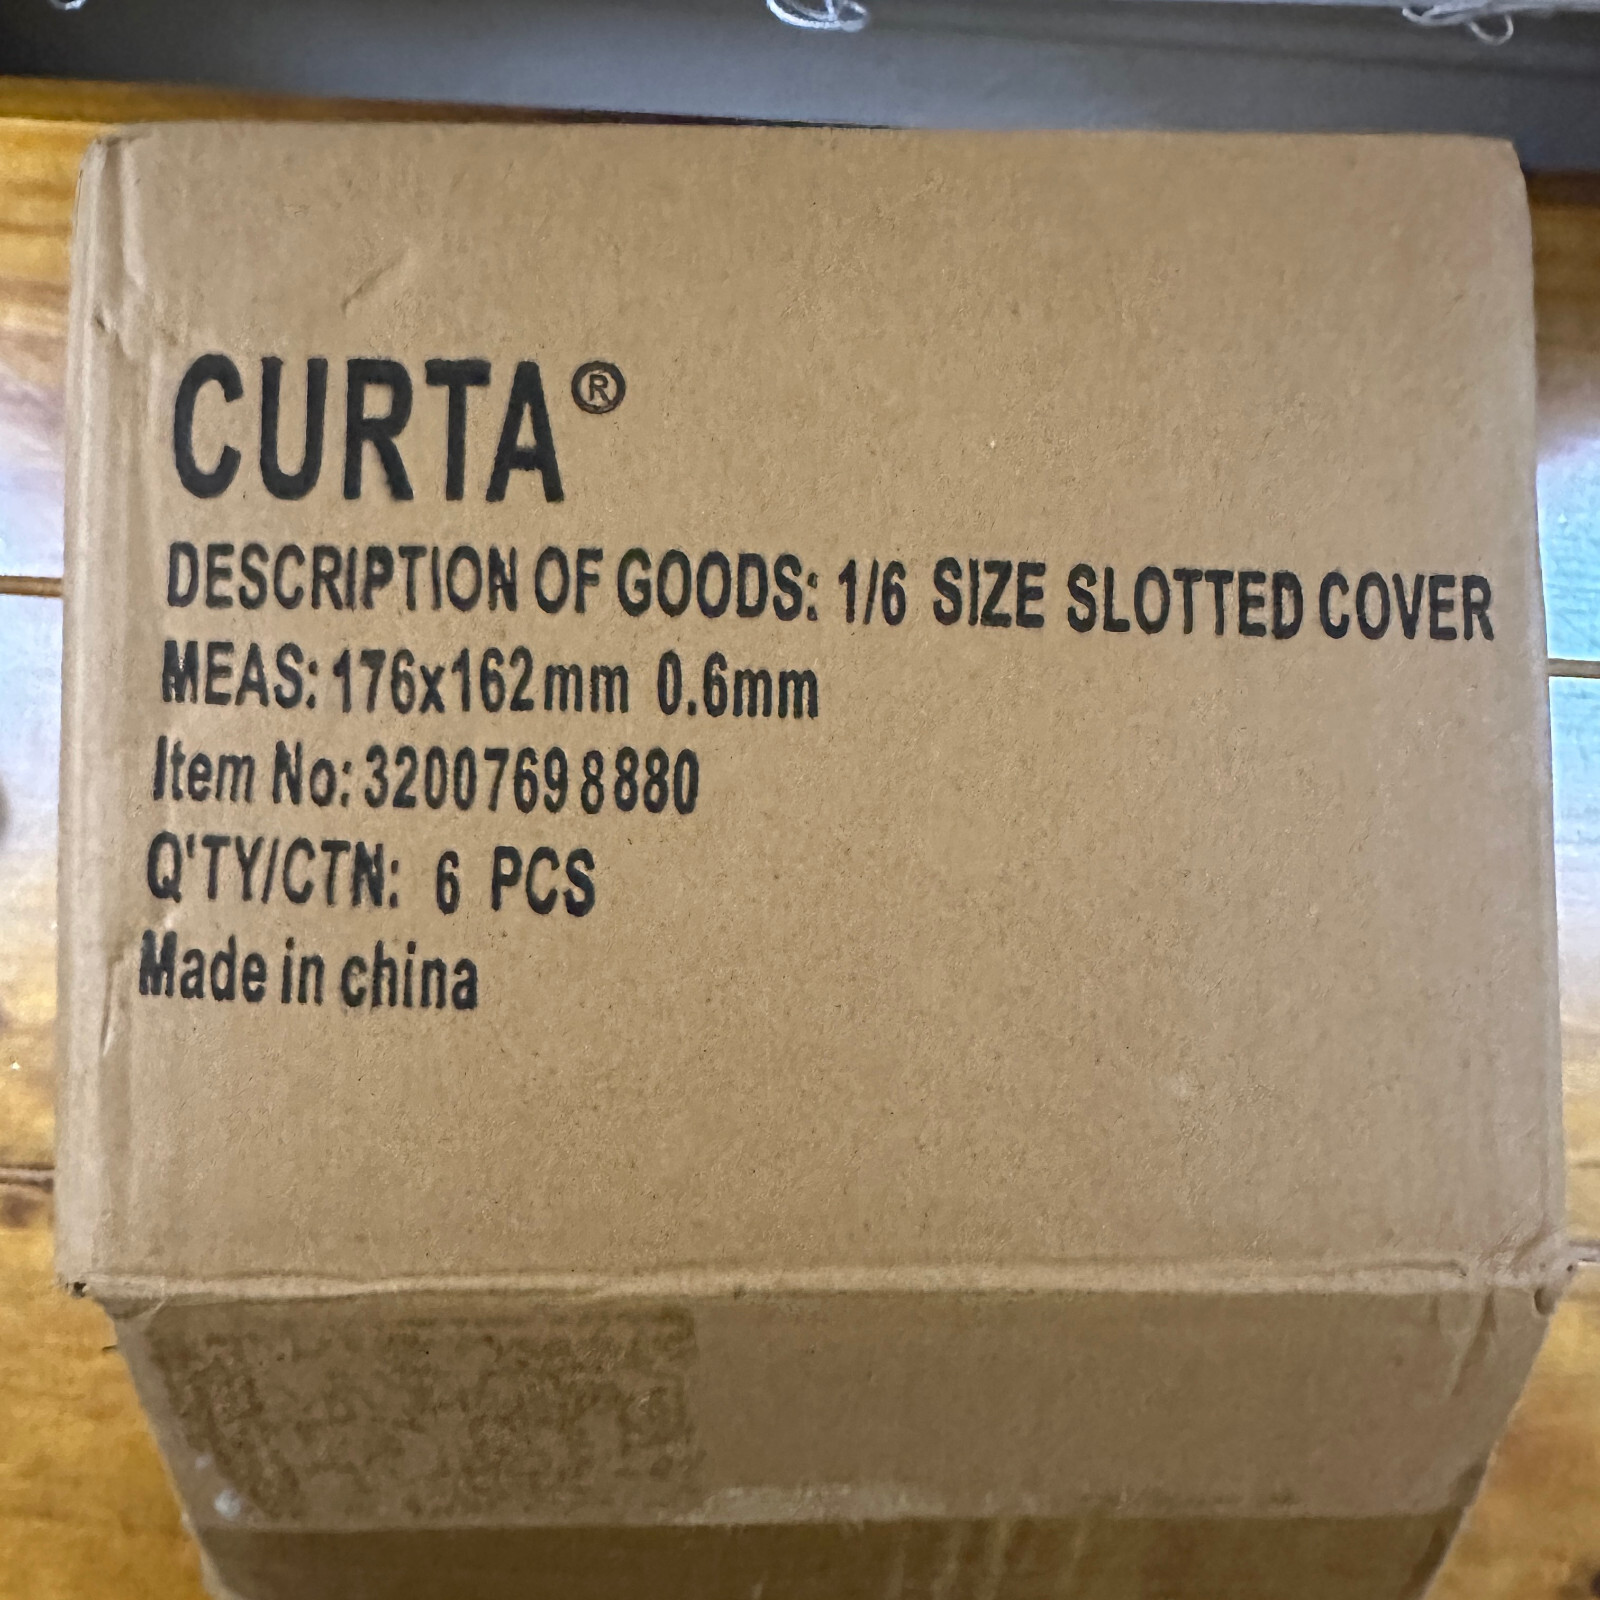 CURTA®
DESCRIPTION OF GOODS: 1/6 SIZE SLOTTED COVER
MEAS: 176x162mm 0.6mm
Item No: 32007698880
Q'TY/CTN: 6 PCS
Made in china